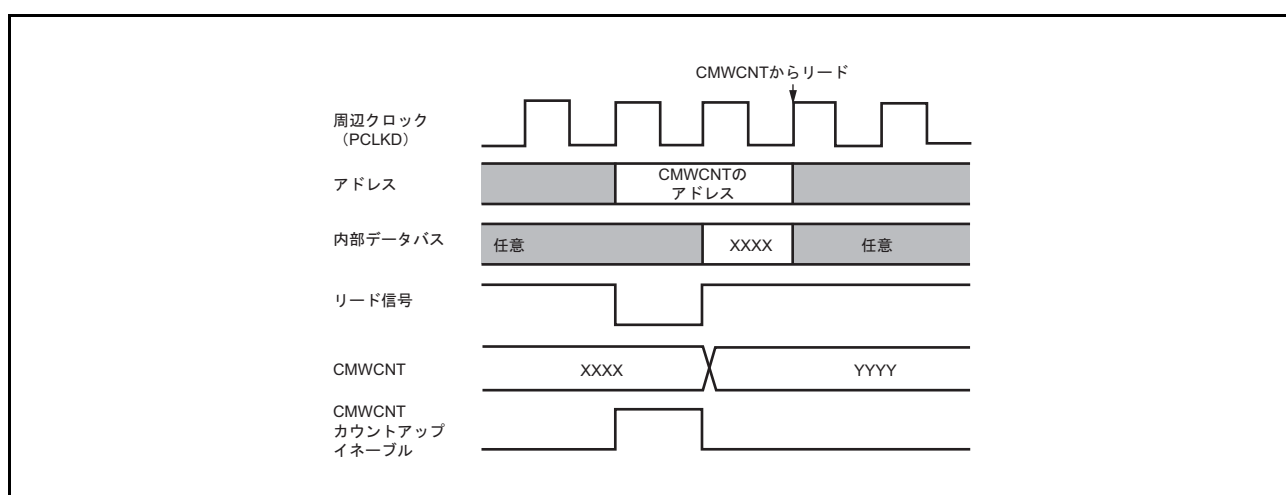 CMWCNTからリード
周辺クロック
（PCLKD）
アドレス
CMWCNTの
アドレス
内部データバス
任意
XXXX
任意
リード信号
CMWCNT
XXXX
YYYY
CMWCNT
カウントアップ
イネーブル